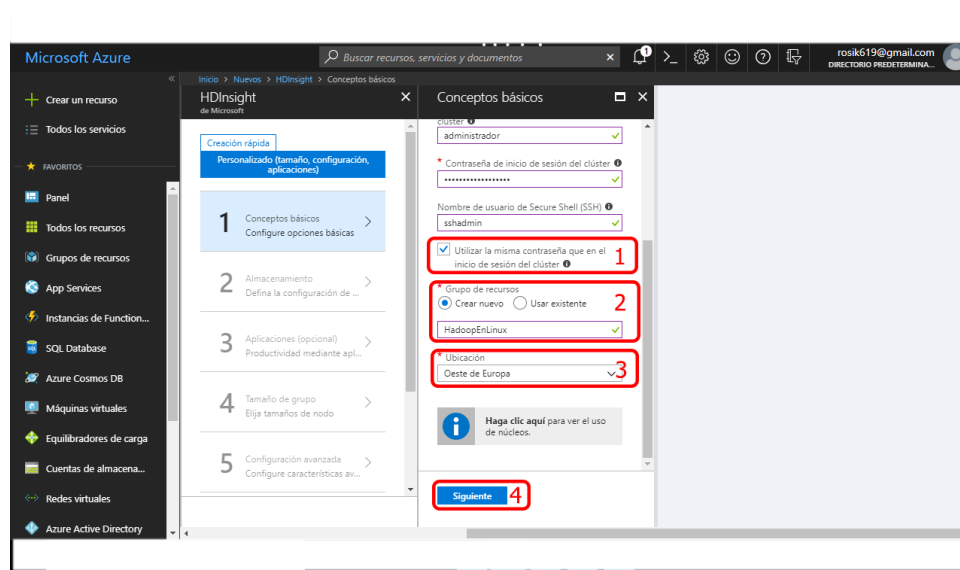 Microsoft Azure
Buscar recursos, servicios y documentos
1
rosik619@gmail.com
DIRECTORIO PREDETERMINA...
Inicio > Nuevos > HDInsight > Conceptos básicos
Crear un recurso
Todos los servicios
FAVORITOS
Panel
Todos los recursos
Grupos de recursos
App Services
Instancias de Function...
SQL Database
Azure Cosmos DB
Máquinas virtuales
Equilibradores de carga
Cuentas de almacena...
Redes virtuales
Azure Active Directory
HDInsight
de Microsoft
Creación rápida
Personalizado (tamaño, configuración,
aplicaciones)
1
Conceptos básicos
Configure opciones básicas
2
Almacenamiento
Defina la configuración de ...
3
Aplicaciones (opcional)
Productividad mediante apl...
4
Tamaño de grupo
Elija tamaños de nodo
5
Configuración avanzada
Configure características av...
Conceptos básicos
clúster
administrador
* Contraseña de inicio de sesión del clúster
••••••••••••••••••
Nombre de usuario de Secure Shell (SSH)
sshadmin
Utilizar la misma contraseña que en el
inicio de sesión del clúster
1
* Grupo de recursos
Crear nuevo Usar existente
2
HadoopEnLinux
* Ubicación
Oeste de Europa
3
Haga clic aquí para ver el uso
de núcleos.
Siguiente
4